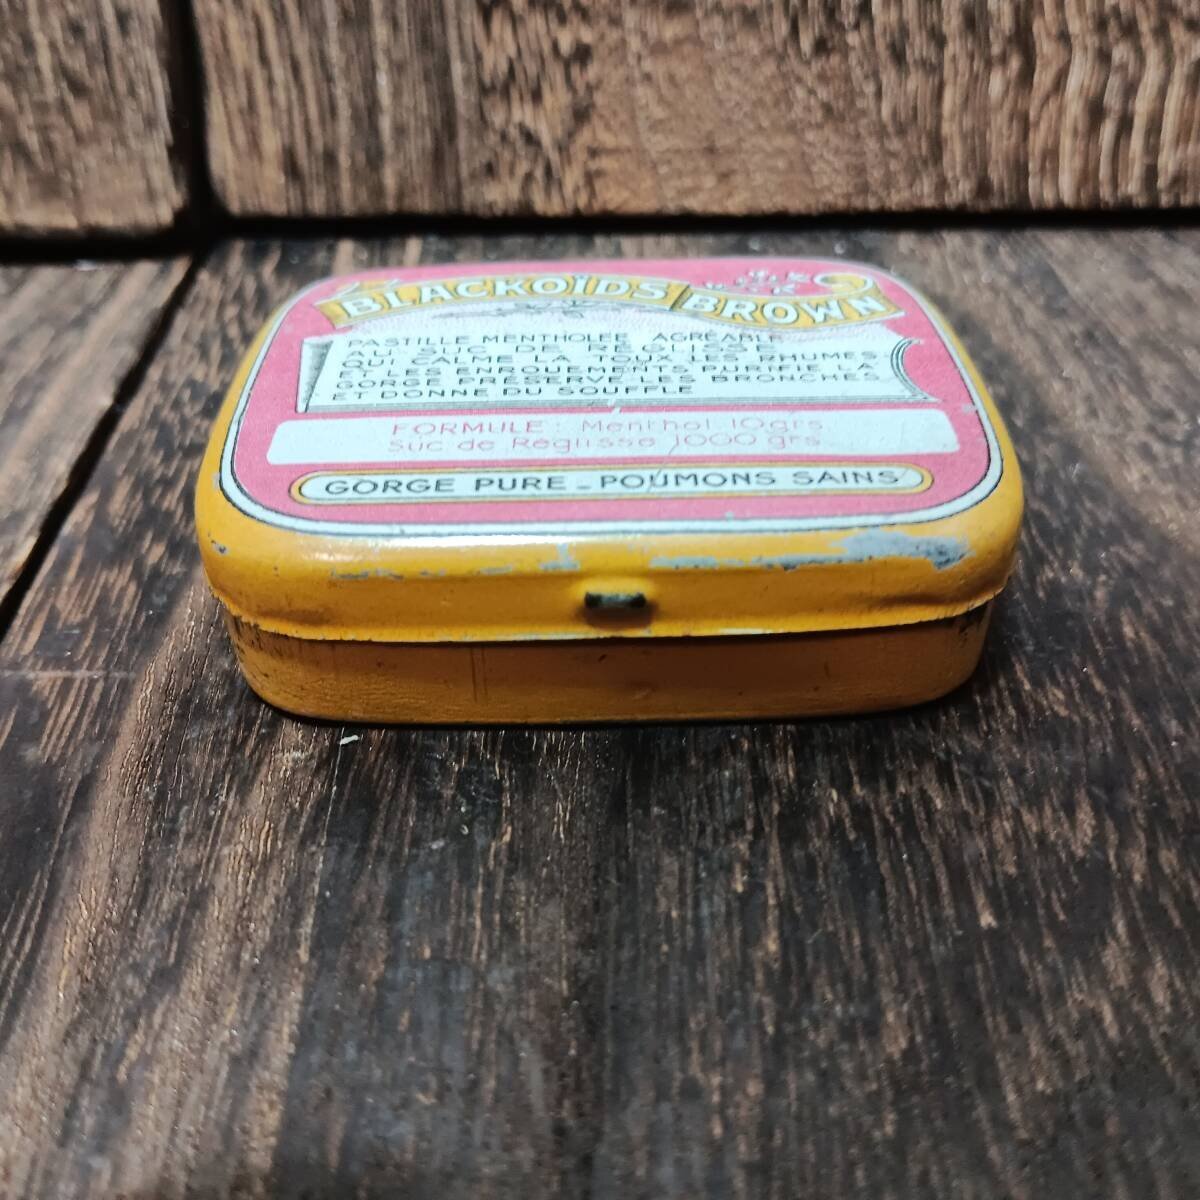 BLACKOÏDS BROWN
PASTILLE MENTHOLÉE AGRÉABLE
AU SUC DE RÉGLISSE
QUI CALME LA TOUX, LES RHUMES
ET LES ENROUEMENTS, PURIFIE LA
GORGE PRÉSERVE LES BRONCHES
ET DONNE DU SOUFFLE
FORMULE : Menthol 10 grs
Suc de Réglisse 1000 grs
GORGE PURE - POUMONS SAINS